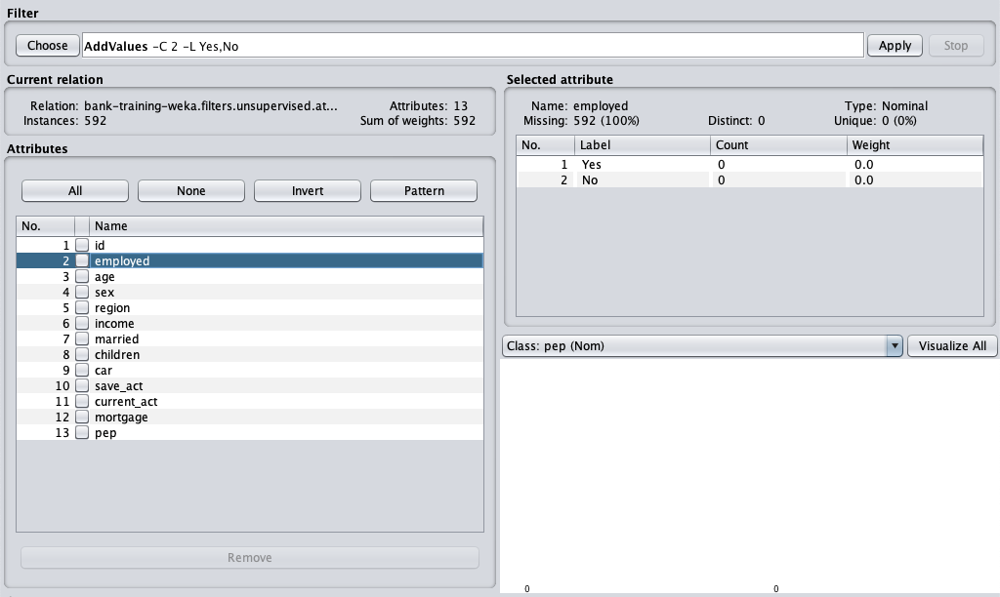 Filter
Choose AddValues -C 2 -L Yes,No Apply Stop
Current relation
Relation: bank-training-weka.filters.unsupervised.at... Attributes: 13
Instances: 592 Sum of weights: 592
Attributes
All None Invert Pattern
No. Name
1 id
2 employed
3 age
4 sex
5 region
6 income
7 married
8 children
9 car
10 save_act
11 current_act
12 mortgage
13 pep
Remove
Selected attribute
Name: employed Type: Nominal
Missing: 592 (100%) Distinct: 0 Unique: 0 (0%)
No. Label Count Weight
1 Yes 0 0.0
2 No 0 0.0
Class: pep (Nom) Visualize All
0 0